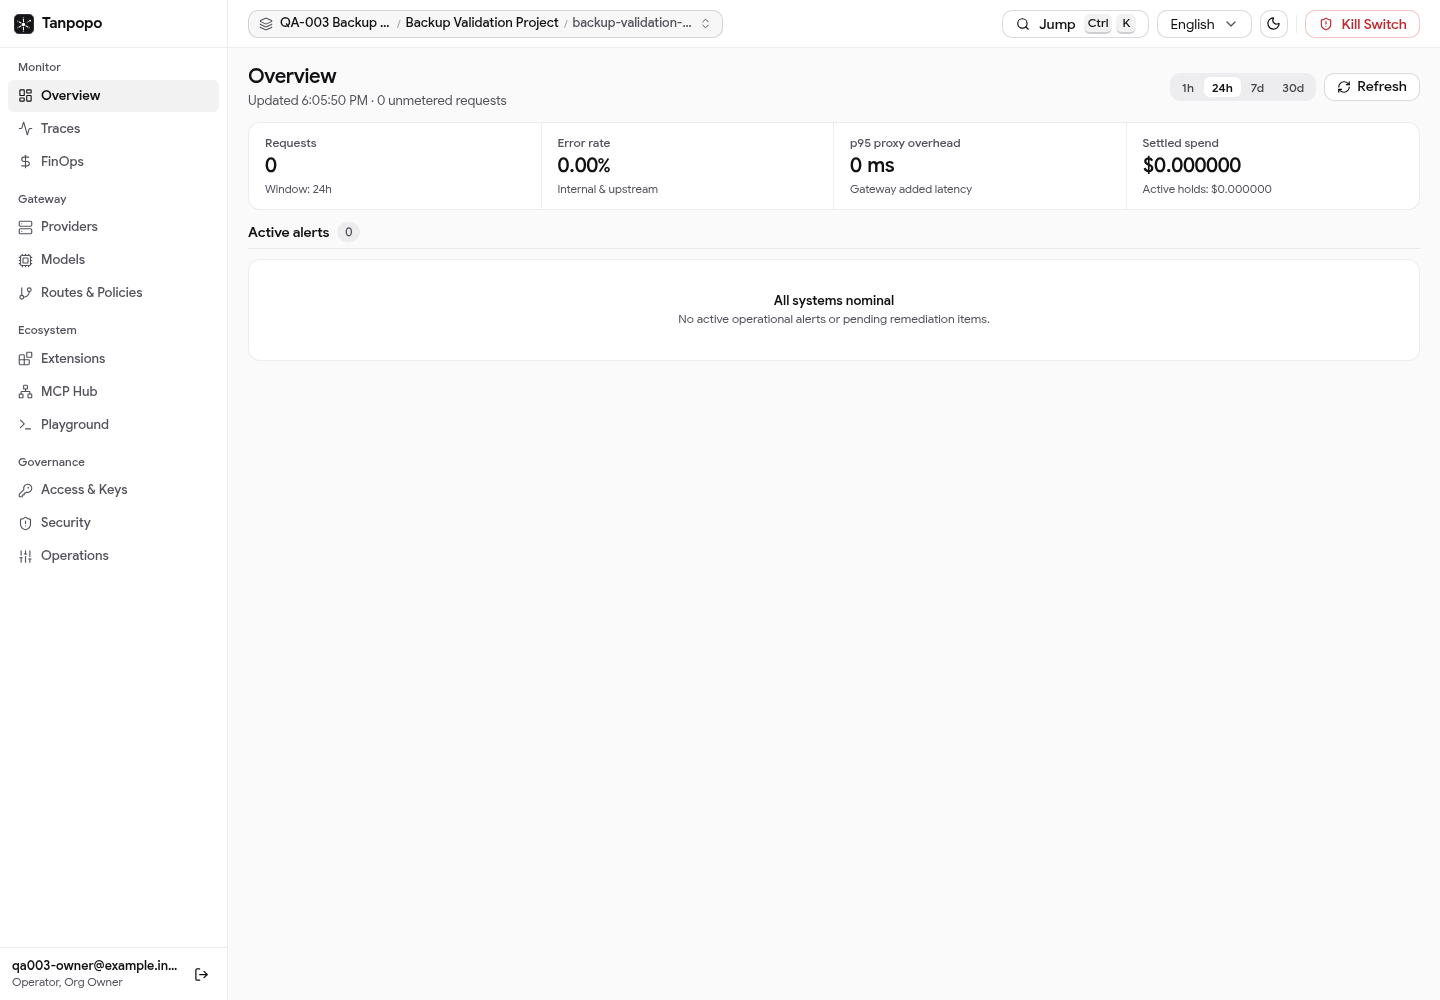 Tanpopo
QA-003 Backup ... / Backup Validation Project / backup-validation-...
Jump Ctrl K
English
Kill Switch
Monitor
Overview
Traces
FinOps
Gateway
Providers
Models
Routes & Policies
Ecosystem
Extensions
MCP Hub
Playground
Governance
Access & Keys
Security
Operations
qa003-owner@example.in...
Operator, Org Owner
Overview
Updated 6:05:50 PM · 0 unmetered requests
1h 24h 7d 30d
Refresh
Requests
0
Window: 24h
Error rate
0.00%
Internal & upstream
p95 proxy overhead
0 ms
Gateway added latency
Settled spend
$0.000000
Active holds: $0.000000
Active alerts 0
All systems nominal
No active operational alerts or pending remediation items.